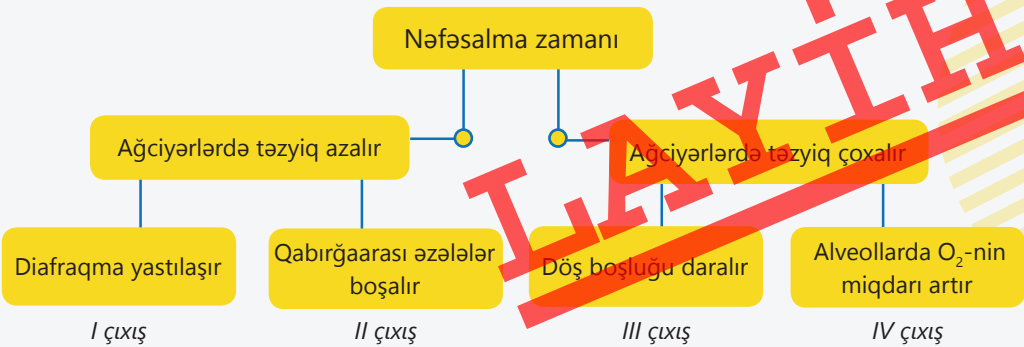 Nəfəsalma zamanı
Ağciyərlərdə təzyiq azalır
Ağciyərlərdə təzyiq çoxalır
Diafraqma yastılaşır
Qabırğaarası əzələlər
boşalır
Döş boşluğu daralır
Alveollarda O₂-nin
miqdarı artır
I çıxış
II çıxış
III çıxış
IV çıxış
LAYİH